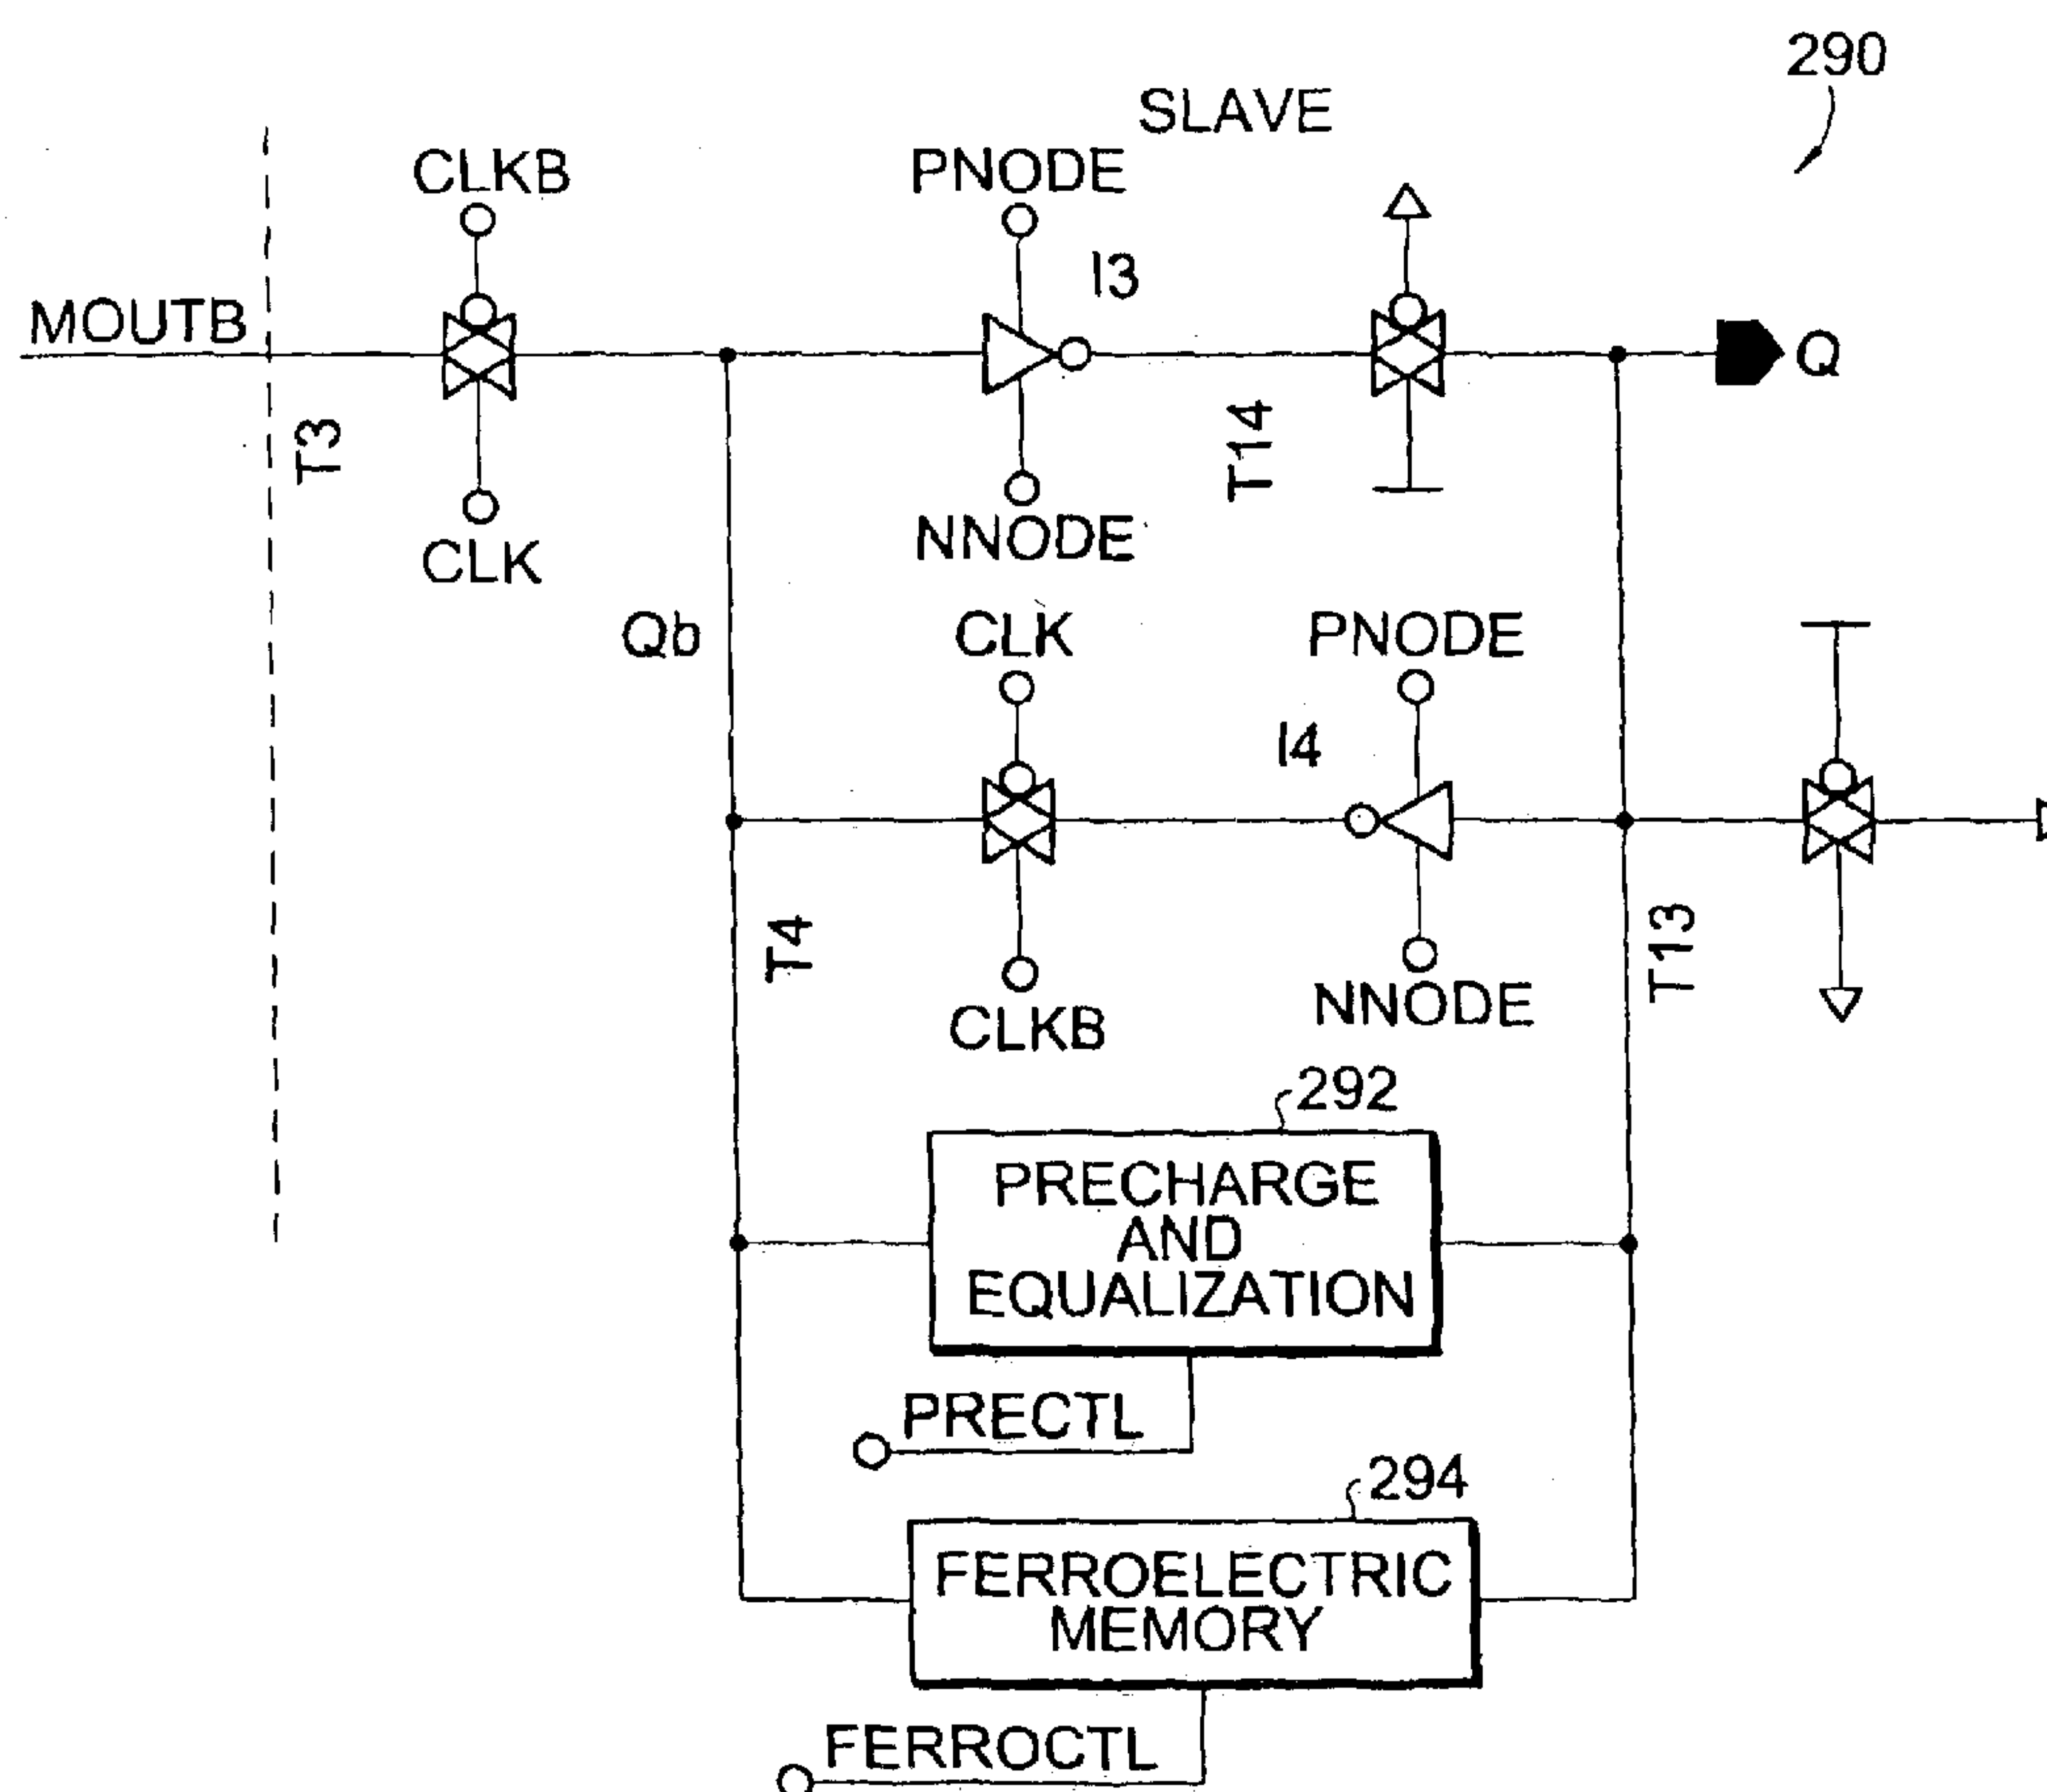 290
SLAVE
CLKB
PNODE
I3
MOUTB
Q
T3
T14
CLK
NNODE
Qb
CLK
PNODE
I4
T4
T13
NNODE
CLKB
292
PRECHARGE
AND
EQUALIZATION
PRECTL
294
FERROELECTRIC
MEMORY
FERROCTL